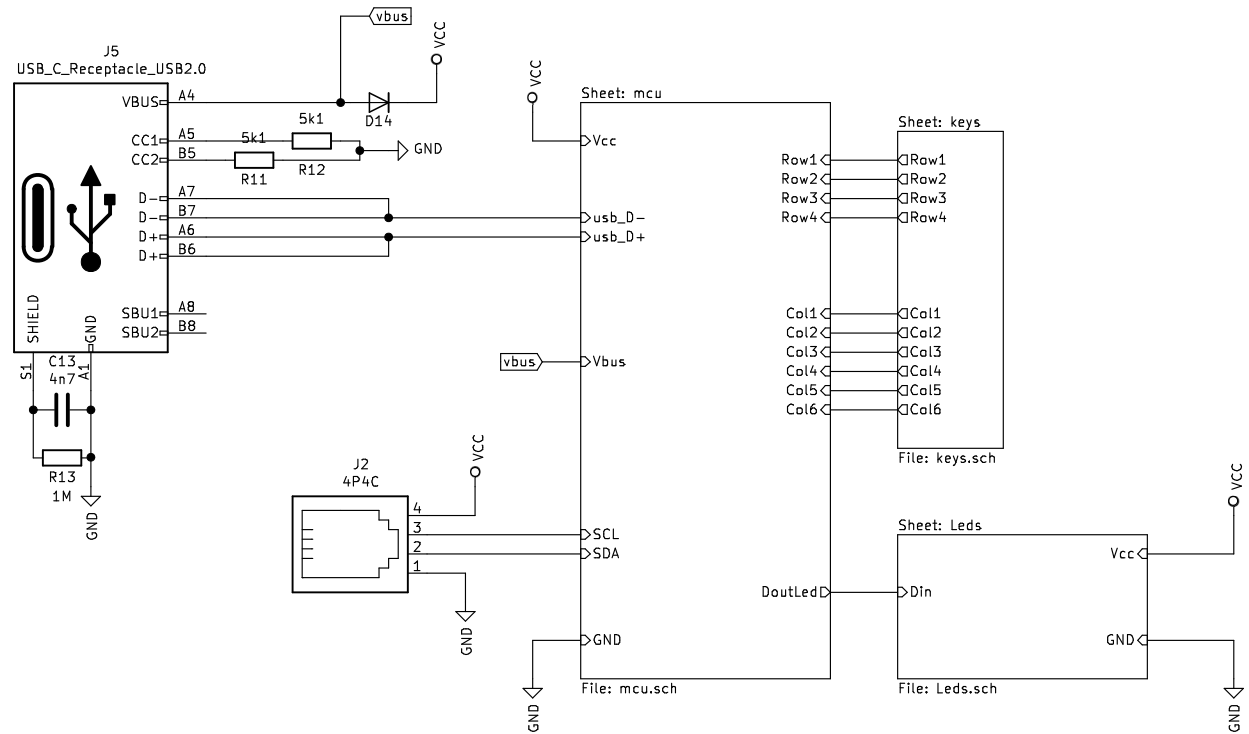 vbus
VCC
J5
USB_C_Receptacle_USB2.0
VBUS A4
D14
CC1 A5
5k1
5k1
CC2 B5
R11
R12
GND
D- A7
D- B7
D+ A6
D+ B6
SBU1 A8
SBU2 B8
SHIELD
GND
S1
A1
C13
4n7
R13
1M
GND
VCC
Sheet: mcu
Vcc
usb_D-
usb_D+
vbus
Vbus
J2
4P4C
VCC
4
3
2
1
GND
SCL
SDA
GND
GND
File: mcu.sch
Row1
Row2
Row3
Row4
Col1
Col2
Col3
Col4
Col5
Col6
DoutLed
Sheet: keys
Row1
Row2
Row3
Row4
Col1
Col2
Col3
Col4
Col5
Col6
File: keys.sch
Sheet: Leds
Din
Vcc
VCC
GND
GND
File: Leds.sch